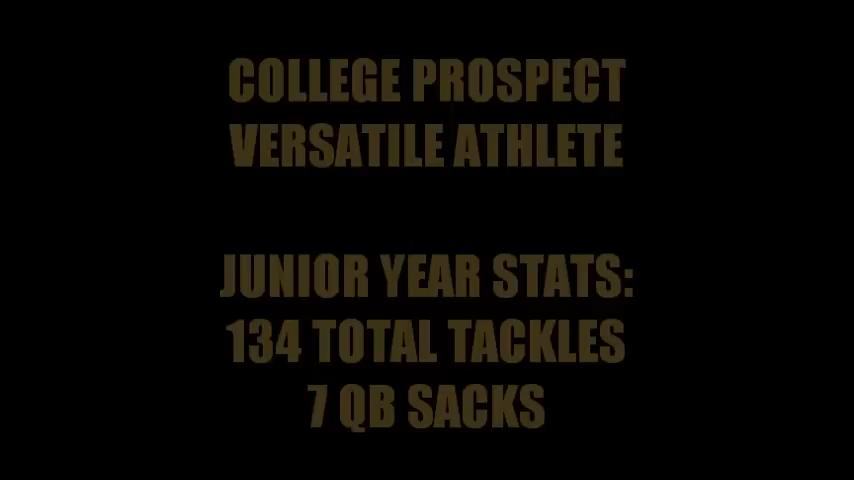 COLLEGE PROSPECT
VERSATILE ATHLETE
JUNIOR YEAR STATS:
134 TOTAL TACKLES
7 QB SACKS